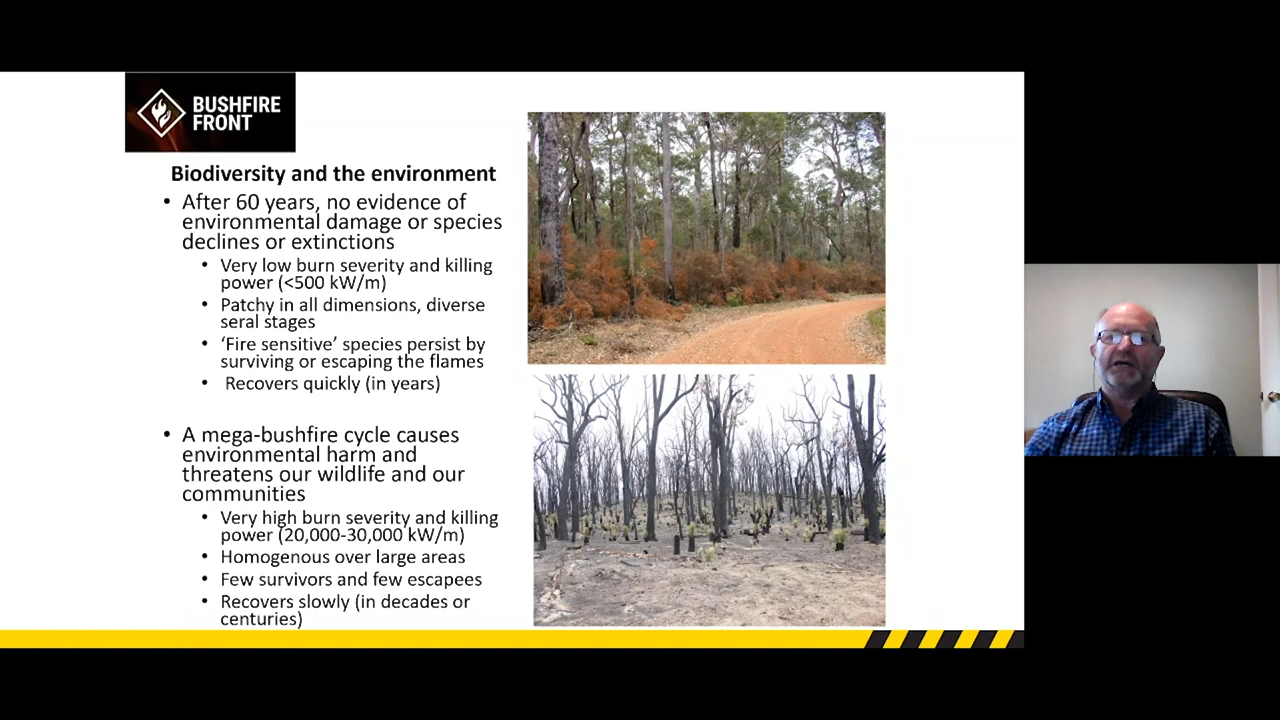 BUSHFIRE
FRONT
Biodversity and the environment
• After 60 years, no evidence of
environmental damage or species
declines or extinctions
• Very low burn severity and killing
power (<500 kW/m)
• Patchy in all dimensions, diverse
seral stages
• ‘Fire sensitive’ species persist by
surviving or escaping the flames
• Recovers quickly (in years)
• A mega-bushfire cycle causes
environmental harm and
threatens our wildlife and our
communities
• Very high burn severity and killing
power (20,000-30,000 kW/m)
• Homogenous over large areas
• Few survivors and few escapees
• Recovers slowly (in decades or
centuries)